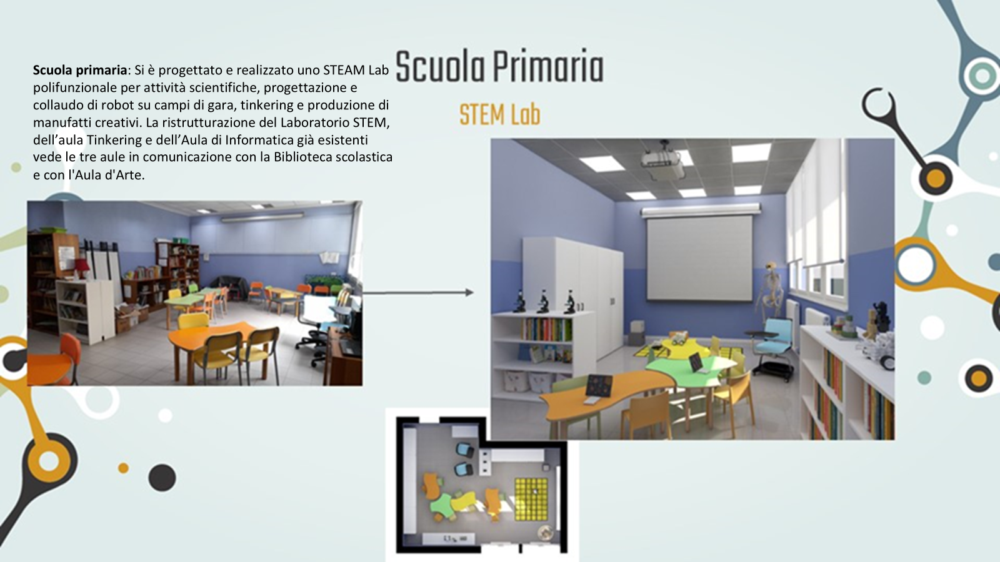 Scuola Primaria
STEM Lab
Scuola primaria: Si è progettato e realizzato uno STEAM Lab
polifunzionale per attività scientifiche, progettazione e
collaudo di robot su campi di gara, tinkering e produzione di
manufatti creativi. La ristrutturazione del Laboratorio STEM,
dell’aula Tinkering e dell’Aula di Informatica già esistenti
vede le tre aule in comunicazione con la Biblioteca scolastica
e con l'Aula d'Arte.